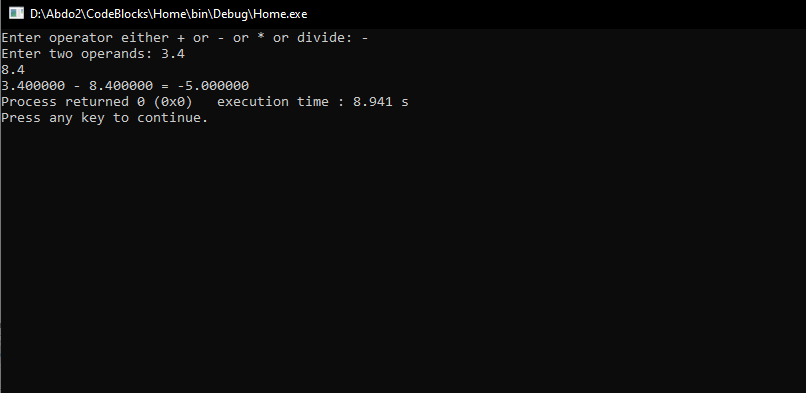 D:\Abdo2\CodeBlocks\Home\bin\Debug\Home.exe
Enter operator either + or - or * or divide: -
Enter two operands: 3.4
8.4
3.400000 - 8.400000 = -5.000000
Process returned 0 (0x0)   execution time : 8.941 s
Press any key to continue.